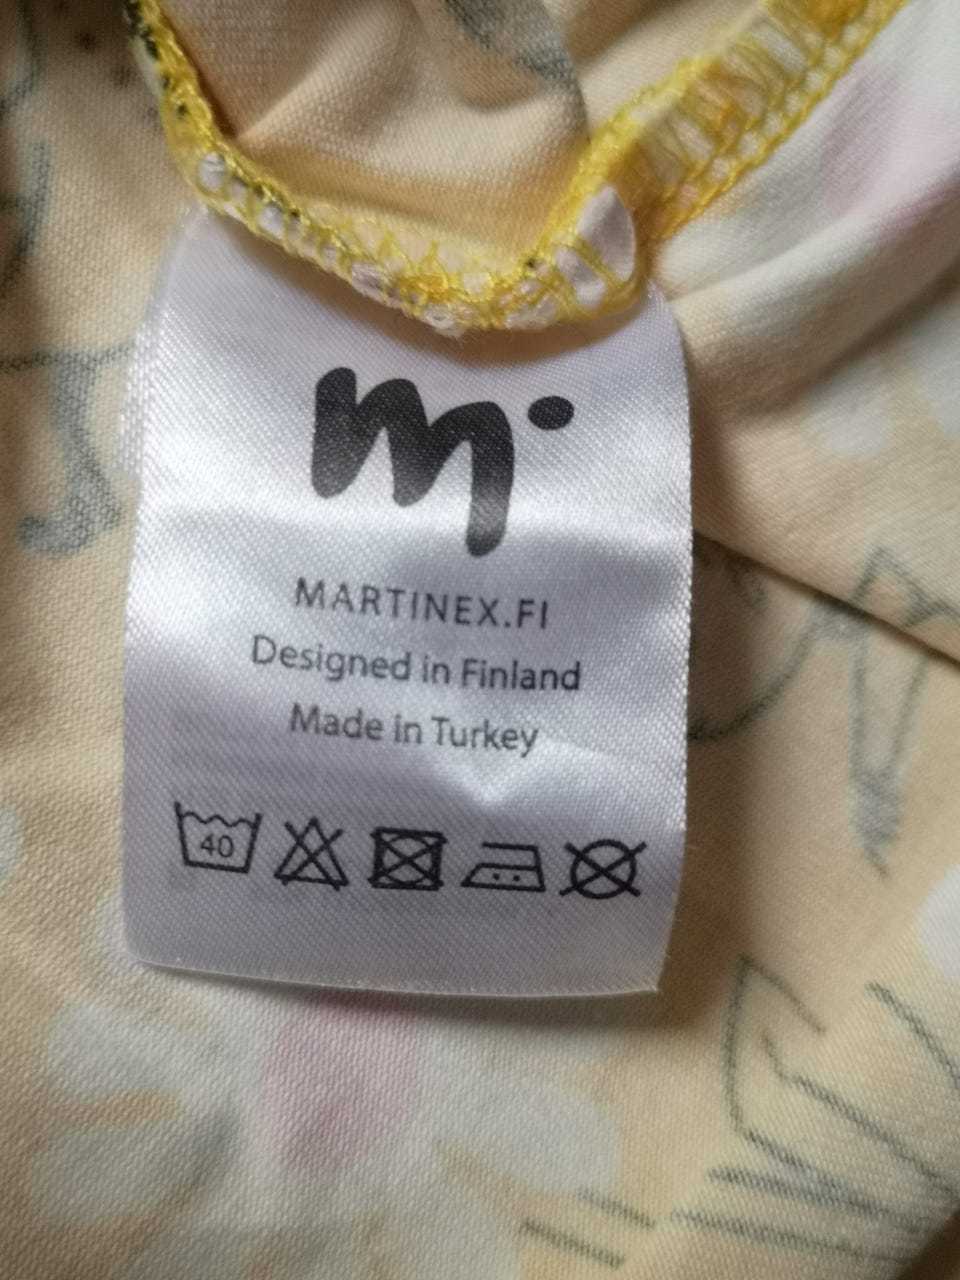 m
MARTINEX.FI
Designed in Finland
Made in Turkey
40